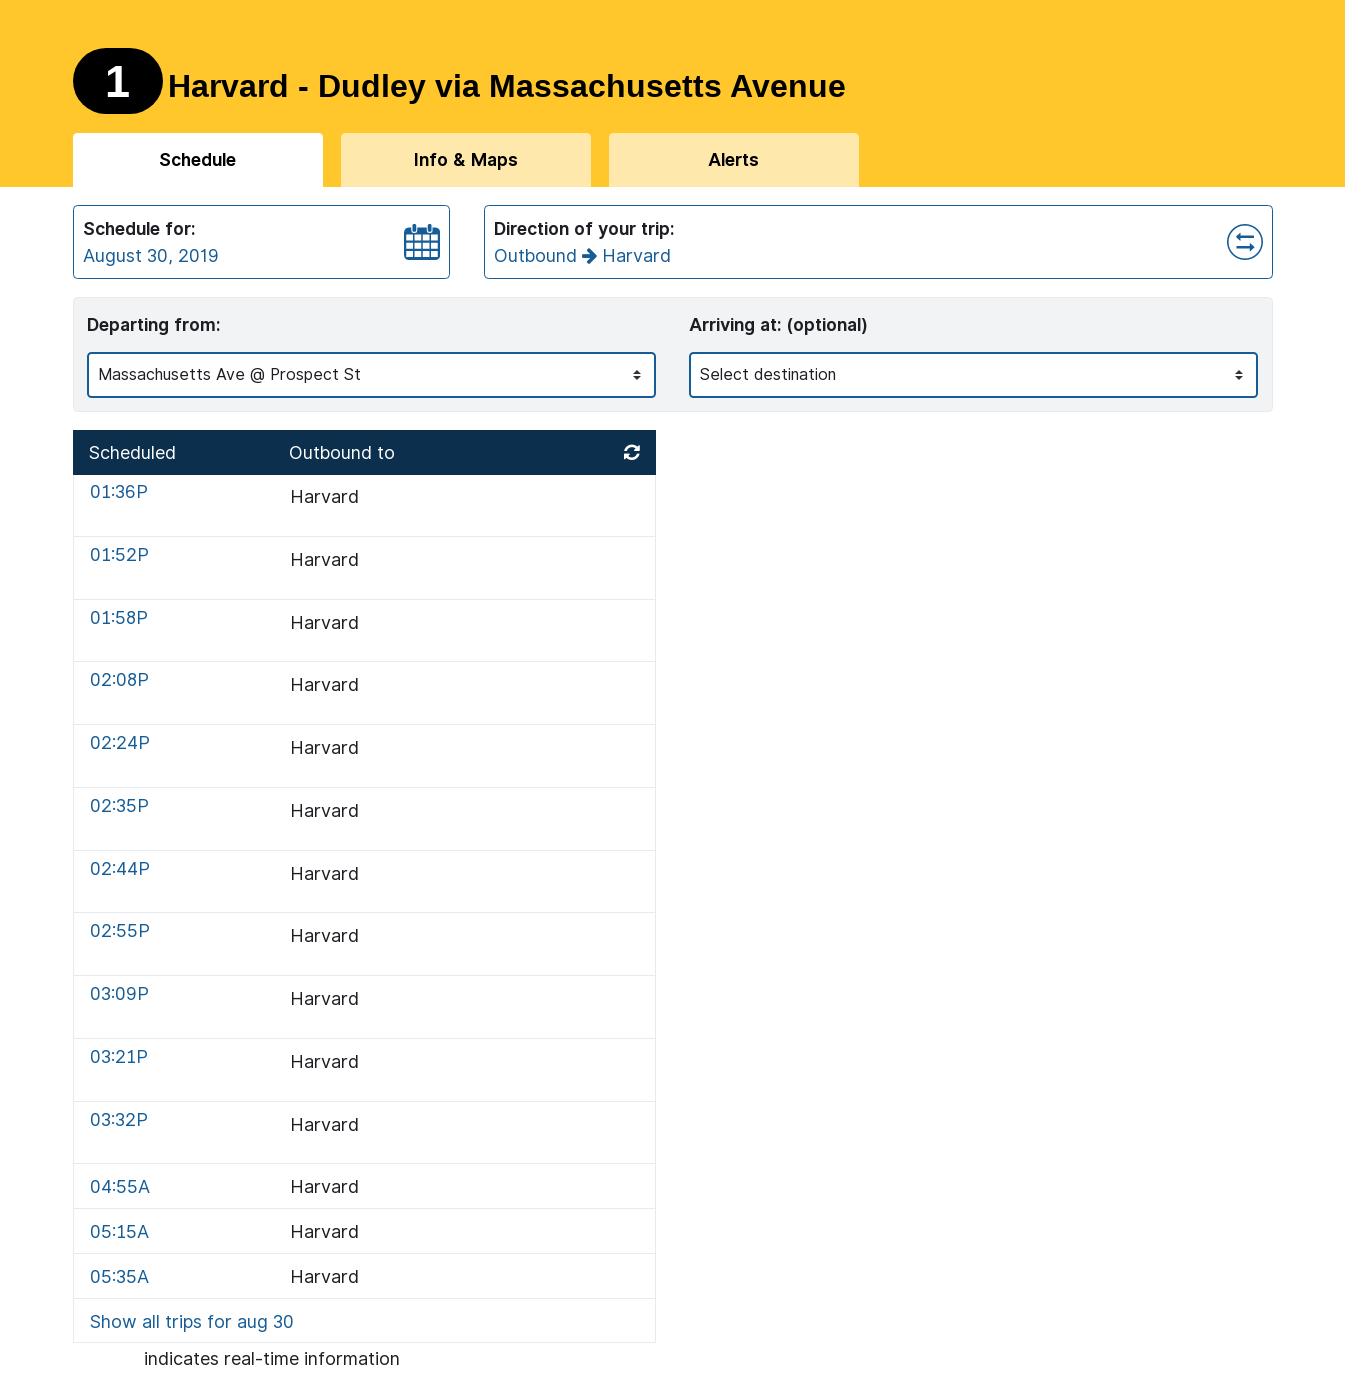 1 Harvard - Dudley via Massachusetts Avenue
Schedule Info & Maps Alerts
Schedule for:
August 30, 2019
Direction of your trip:
Outbound Harvard
Departing from:
Massachusetts Ave @ Prospect St
Arriving at: (optional)
Select destination
Scheduled Outbound to
01:36P Harvard
01:52P Harvard
01:58P Harvard
02:08P Harvard
02:24P Harvard
02:35P Harvard
02:44P Harvard
02:55P Harvard
03:09P Harvard
03:21P Harvard
03:32P Harvard
04:55A Harvard
05:15A Harvard
05:35A Harvard
Show all trips for aug 30
indicates real-time information